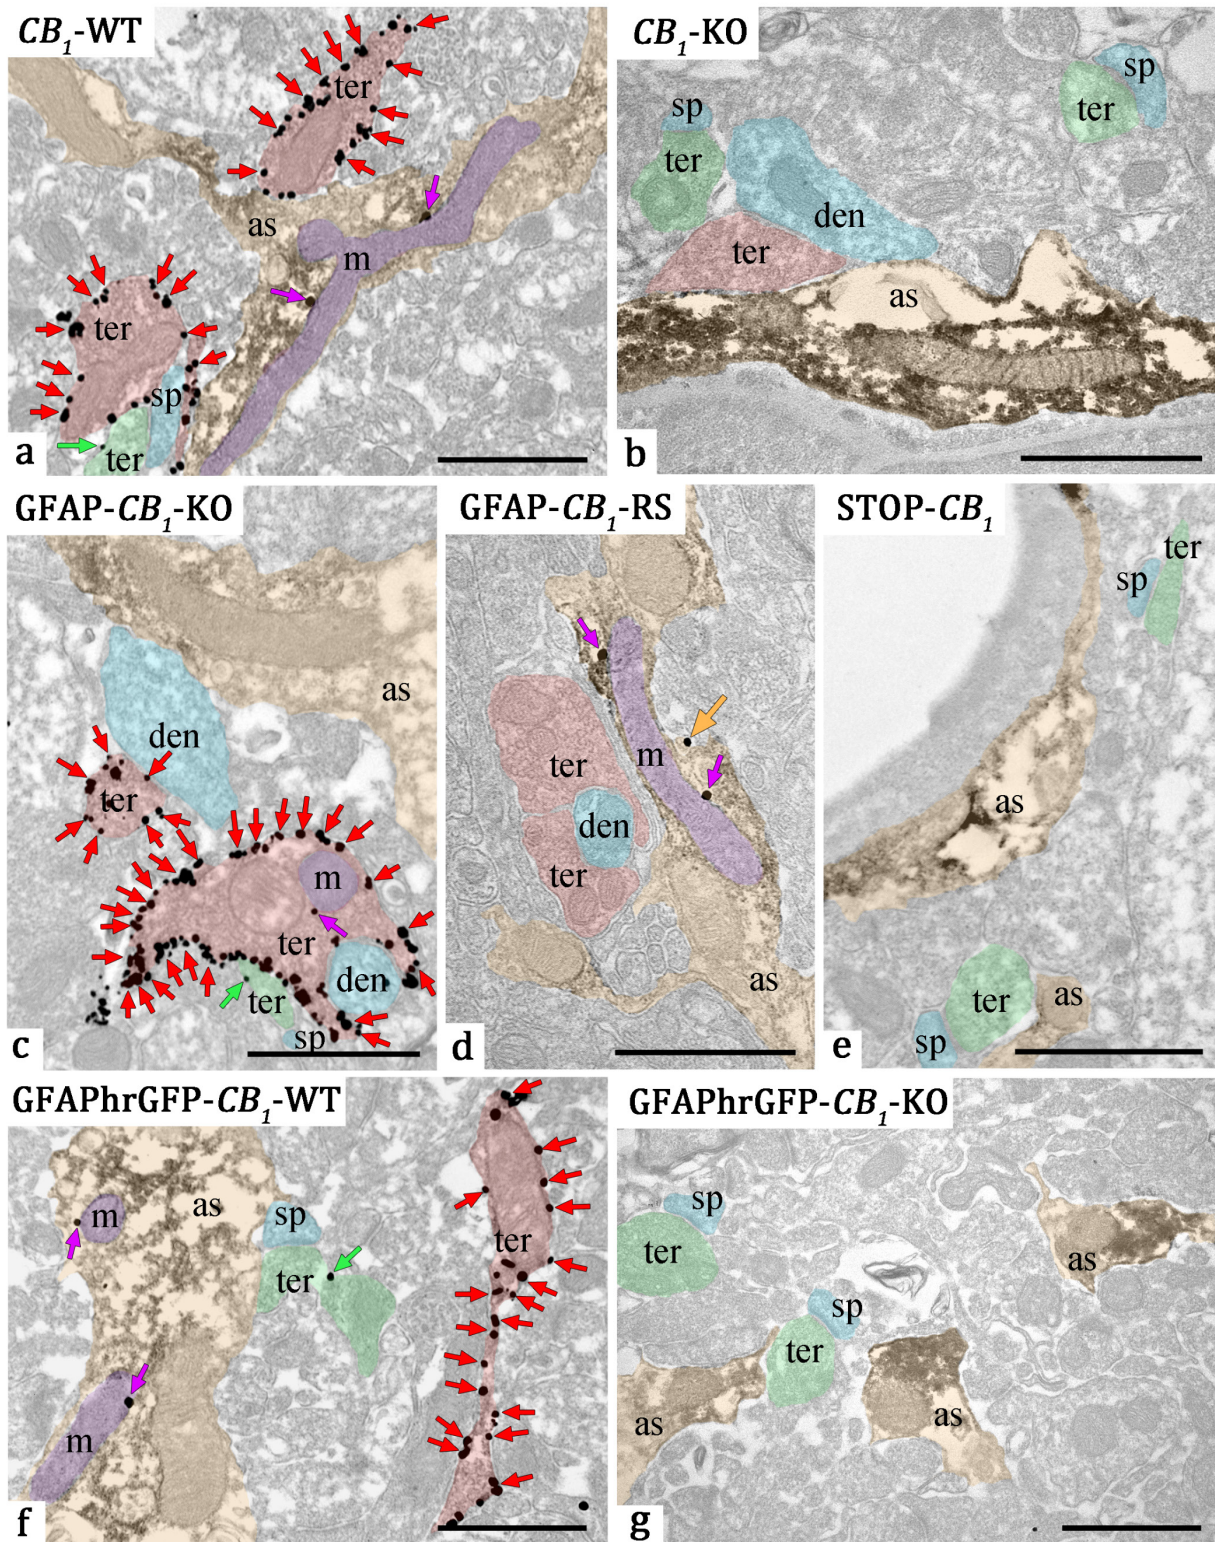 CB1-WT
ter
as
m
ter
sp
ter
a
CB1-KO
sp
ter
sp
ter
den
ter
as
b
GFAP-CB1-KO
as
den
ter
m
ter
den
ter
sp
c
GFAP-CB1-RS
m
ter
den
ter
as
d
STOP-CB1
ter
sp
as
ter
as
sp
e
GFAPhrGFP-CB1-WT
as
m
sp
ter
ter
m
f
GFAPhrGFP-CB1-KO
sp
ter
as
sp
ter
as
as
g